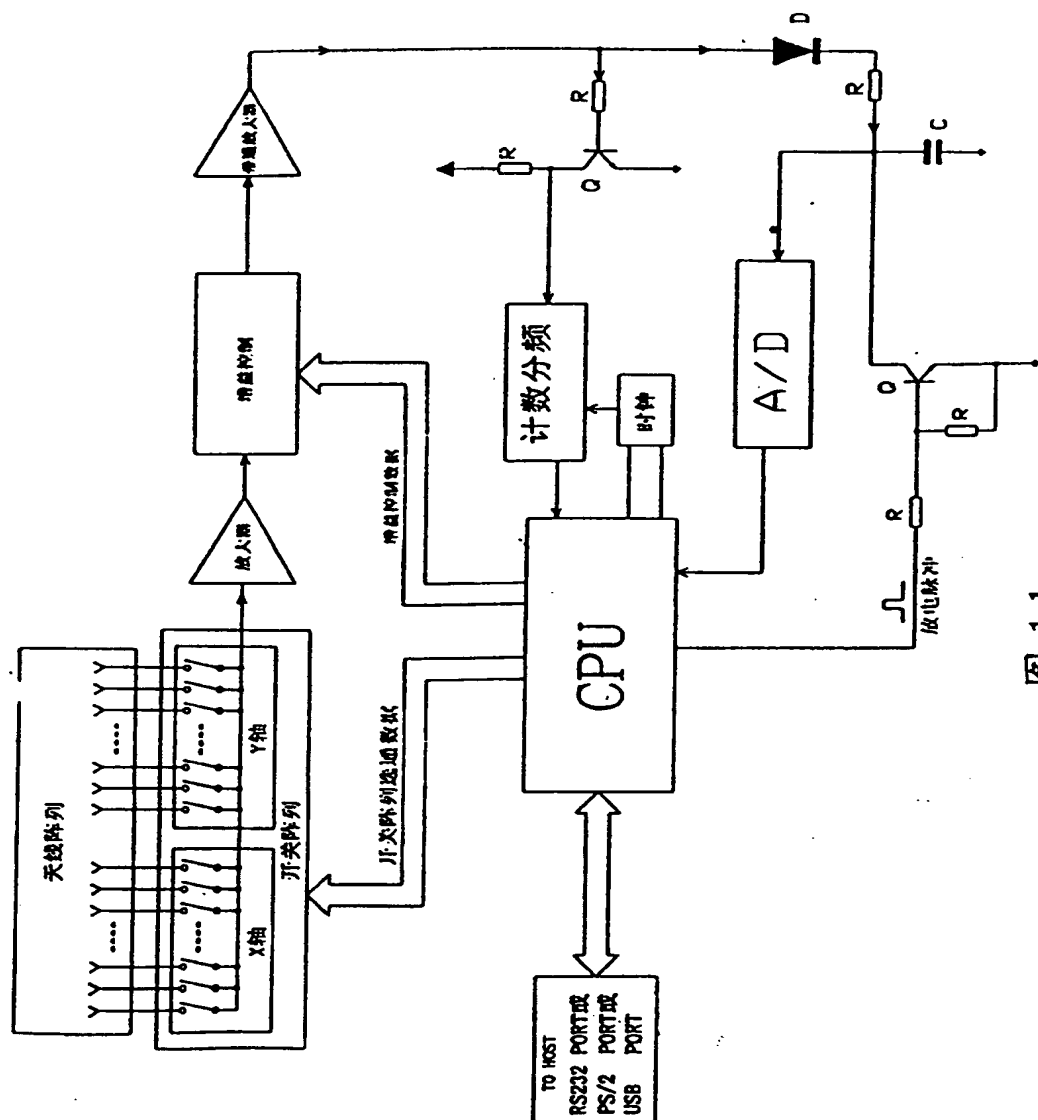 天线阵列
X轴
Y轴
开关阵列
放大器
增益控制
带通放大器
开关阵列选通数据
增益控制数据
R
R
Q
D
R
C
计数分频
时钟
A/D
CPU
Q
R
R
放电脉冲
TO HOST
RS232 PORT或
PS/2 PORT或
USB PORT
图 1.1